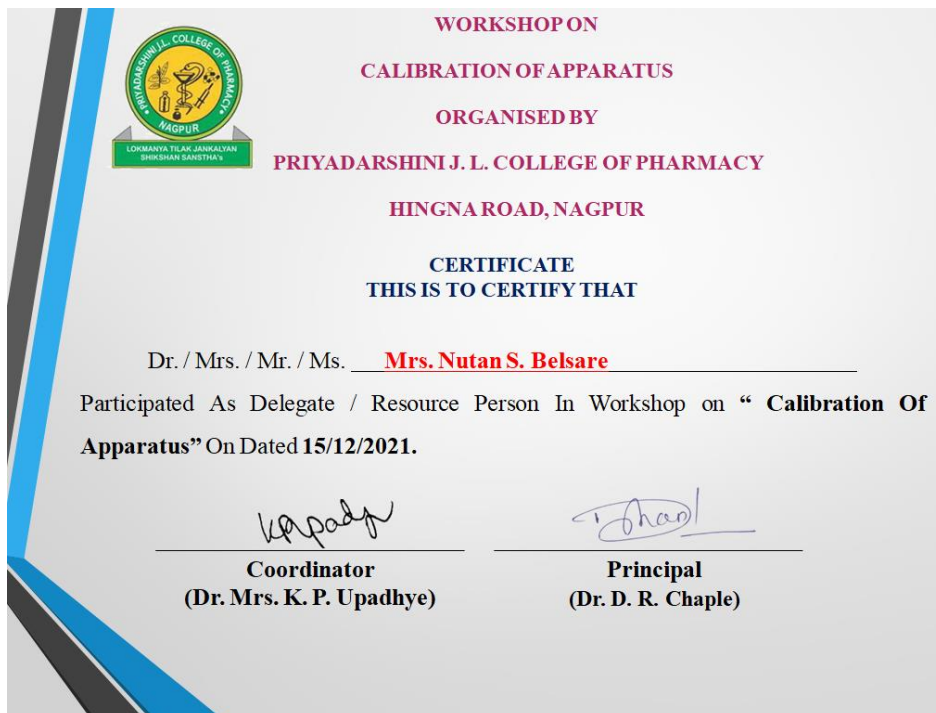 PRIYADARSHINI J.L. COLLEGE OF PHARMACY
NAGPUR
LOKMANYA TILAK JANKALYAN
SHIKSHAN SANSTHA's
WORKSHOP ON
CALIBRATION OF APPARATUS
ORGANISED BY
PRIYADARSHINI J. L. COLLEGE OF PHARMACY
HINGNA ROAD, NAGPUR
CERTIFICATE
THIS IS TO CERTIFY THAT
Dr. / Mrs. / Mr. / Ms. Mrs. Nutan S. Belsare
Participated As Delegate / Resource Person In Workshop on “ Calibration Of
Apparatus” On Dated 15/12/2021.
Coordinator
(Dr. Mrs. K. P. Upadhye)
Principal
(Dr. D. R. Chaple)